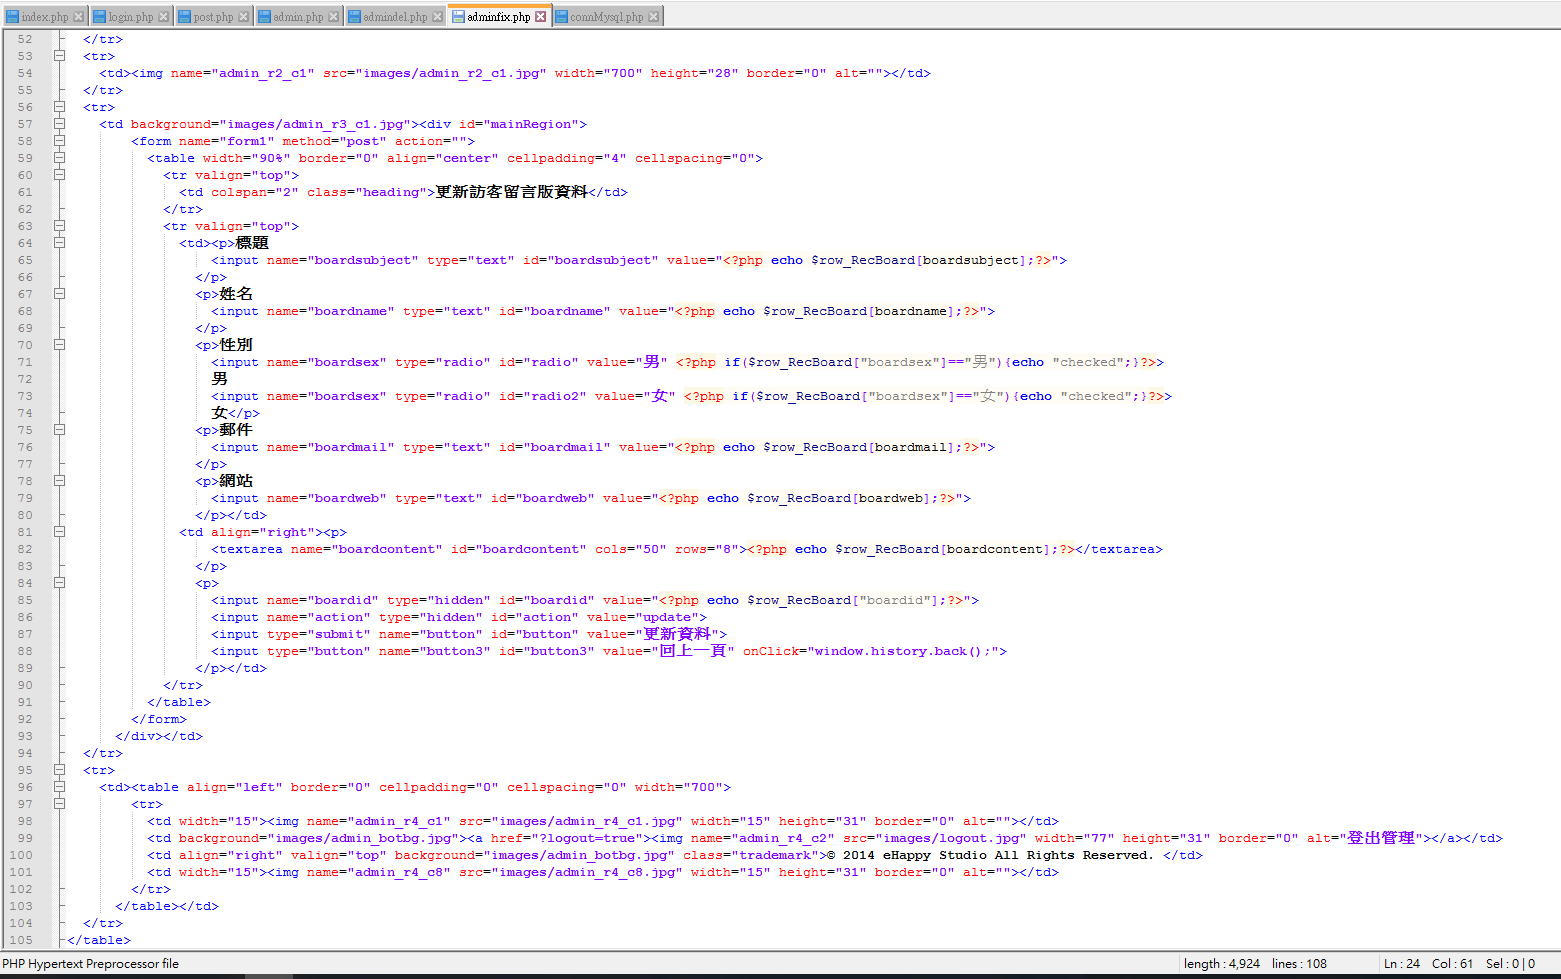 index.php login.php post.php admin.php admindel.php adminfix.php connMysql.php
52 </tr>
53 <tr>
54 <td><img name="admin_r2_c1" src="images/admin_r2_c1.jpg" width="700" height="28" border="0" alt=""></td>
55 </tr>
56 <tr>
57 <td background="images/admin_r3_c1.jpg"><div id="mainRegion">
58 <form name="form1" method="post" action="">
59 <table width="90%" border="0" align="center" cellpadding="4" cellspacing="0">
60 <tr valign="top">
61 <td colspan="2" class="heading">更新訪客留言版資料</td>
62 </tr>
63 <tr valign="top">
64 <td><p>標題
65 <input name="boardsubject" type="text" id="boardsubject" value="<?php echo $row_RecBoard[boardsubject];?>">
66 </p>
67 <p>姓名
68 <input name="boardname" type="text" id="boardname" value="<?php echo $row_RecBoard[boardname];?>">
69 </p>
70 <p>性別
71 <input name="boardsex" type="radio" id="radio" value="男" <?php if($row_RecBoard["boardsex"]=="男"){echo "checked";}?>>
72 男
73 <input name="boardsex" type="radio" id="radio2" value="女" <?php if($row_RecBoard["boardsex"]=="女"){echo "checked";}?>>
74 女</p>
75 <p>郵件
76 <input name="boardmail" type="text" id="boardmail" value="<?php echo $row_RecBoard[boardmail];?>">
77 </p>
78 <p>網站
79 <input name="boardweb" type="text" id="boardweb" value="<?php echo $row_RecBoard[boardweb];?>">
80 </p></td>
81 <td align="right"><p>
82 <textarea name="boardcontent" id="boardcontent" cols="50" rows="8"><?php echo $row_RecBoard[boardcontent];?></textarea>
83 </p>
84 <p>
85 <input name="boardid" type="hidden" id="boardid" value="<?php echo $row_RecBoard["boardid"];?>">
86 <input name="action" type="hidden" id="action" value="update">
87 <input type="submit" name="button" id="button" value="更新資料">
88 <input type="button" name="button3" id="button3" value="回上一頁" onClick="window.history.back();">
89 </p></td>
90 </tr>
91 </table>
92 </form>
93 </div></td>
94 </tr>
95 <tr>
96 <td><table align="left" border="0" cellpadding="0" cellspacing="0" width="700">
97 <tr>
98 <td width="15"><img name="admin_r4_c1" src="images/admin_r4_c1.jpg" width="15" height="31" border="0" alt=""></td>
99 <td background="images/admin_botbg.jpg"><a href="?logout=true"><img name="admin_r4_c2" src="images/logout.jpg" width="77" height="31" border="0" alt="登出管理"></a></td>
100 <td align="right" valign="top" background="images/admin_botbg.jpg" class="trademark">© 2014 eHappy Studio All Rights Reserved. </td>
101 <td width="15"><img name="admin_r4_c8" src="images/admin_r4_c8.jpg" width="15" height="31" border="0" alt=""></td>
102 </tr>
103 </table></td>
104 </tr>
105 </table>
PHP Hypertext Preprocessor file length : 4,924 lines : 108 Ln : 24 Col : 61 Sel : 0 | 0